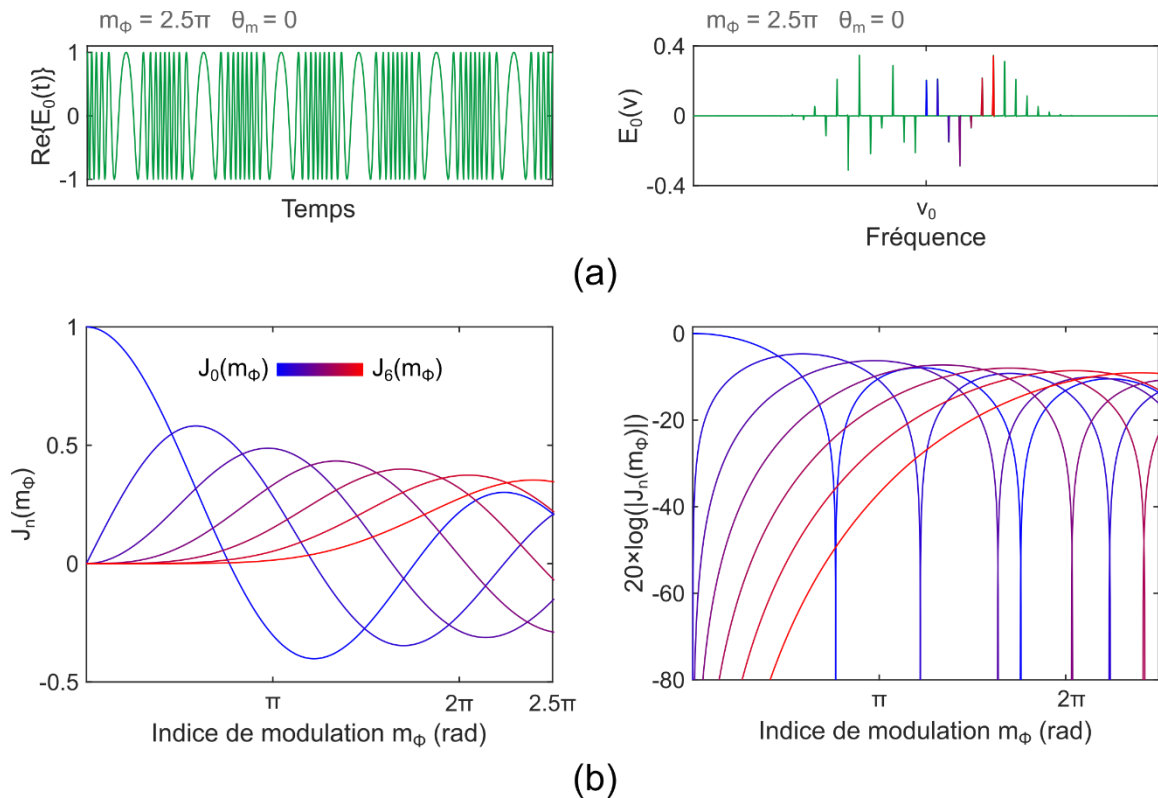 m_Φ = 2.5π θ_m = 0
Re{E_0(t)}
1
0
-1
Temps
m_Φ = 2.5π θ_m = 0
E_0(ν)
0.4
0
-0.4
ν_0
Fréquence
(a)
J_n(m_Φ)
1
0.5
0
-0.5
J_0(m_Φ) J_6(m_Φ)
π 2π 2.5π
Indice de modulation m_Φ (rad)
20×log(|J_n(m_Φ)|)
0
-20
-40
-60
-80
π 2π
Indice de modulation m_Φ (rad)
(b)